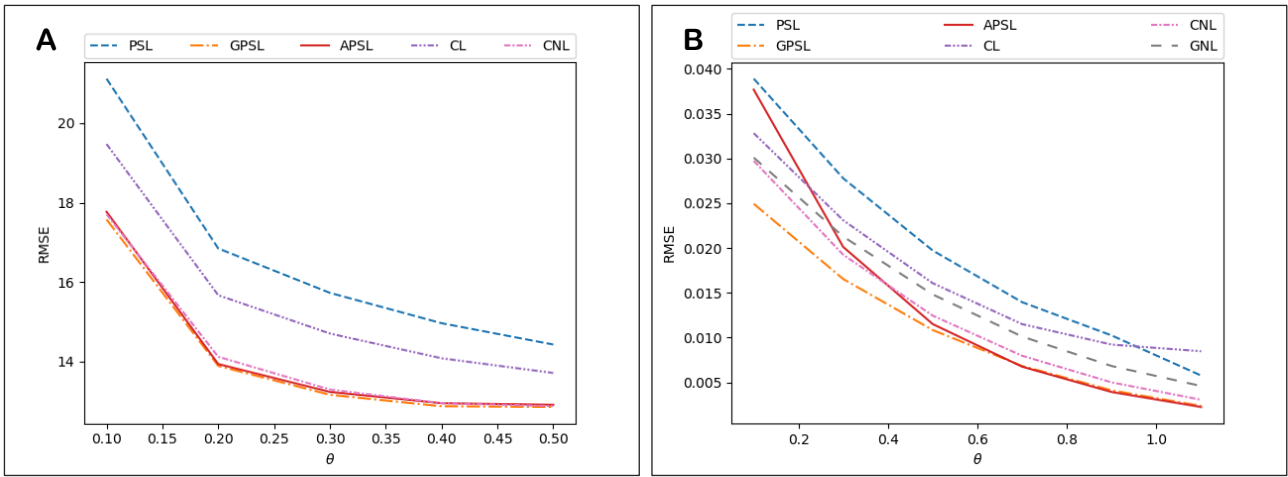 A
PSL GPSL APSL CL CNL
20
18
16
14
RMSE
0.10 0.15 0.20 0.25 0.30 0.35 0.40 0.45 0.50
θ
B
PSL APSL CNL
GPSL CL GNL
0.040
0.035
0.030
0.025
0.020
0.015
0.010
0.005
RMSE
0.2 0.4 0.6 0.8 1.0
θ